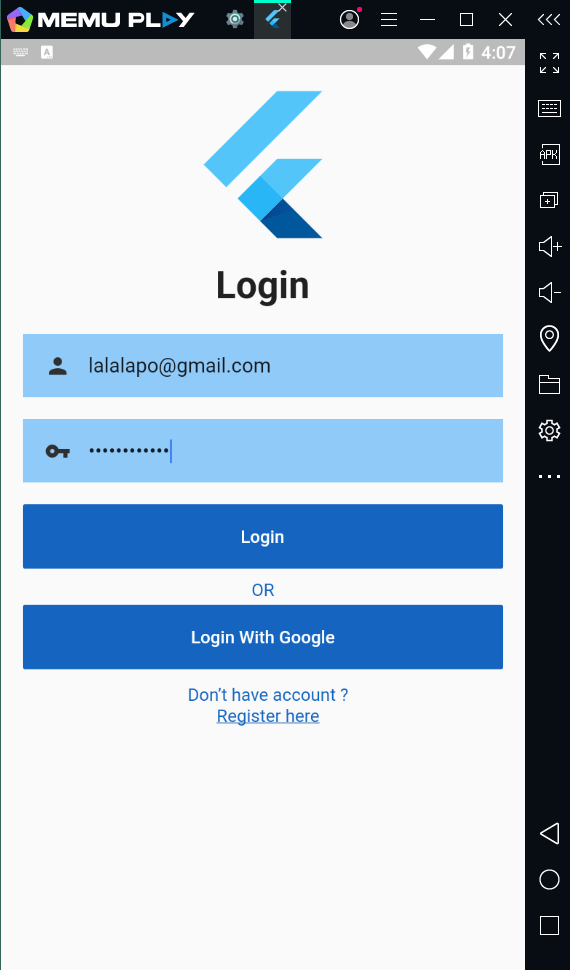 MEMU PLAY
A
4:07
APK
Login
lalalapo@gmail.com
••••••••••••
Login
OR
Login With Google
Don't have account ?
Register here